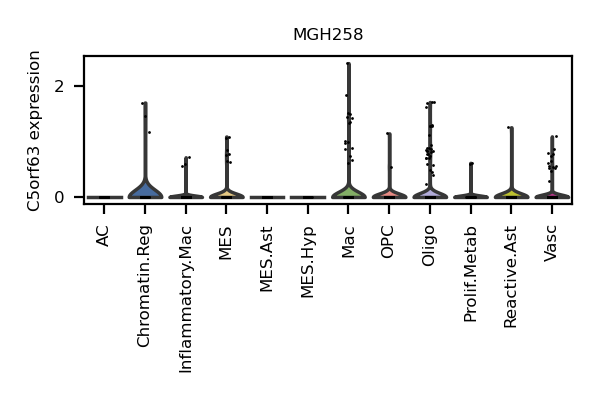 MGH258
C5orf63 expression
2
0
AC
Chromatin.Reg
Inflammatory.Mac
MES
MES.Ast
MES.Hyp
Mac
OPC
Oligo
Prolif.Metab
Reactive.Ast
Vasc